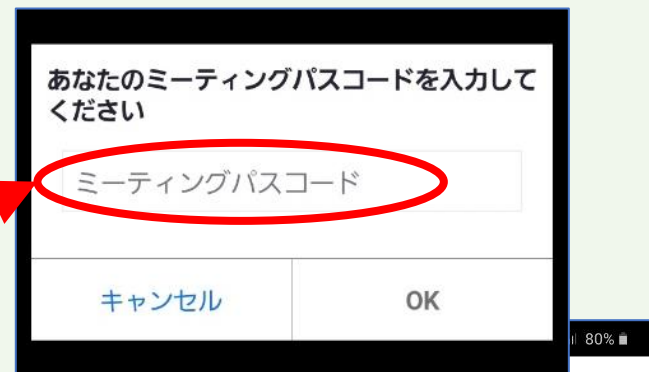 あなたのミーティングパスコードを入力して
ください
ミーティングパスコード
キャンセル OK
80%